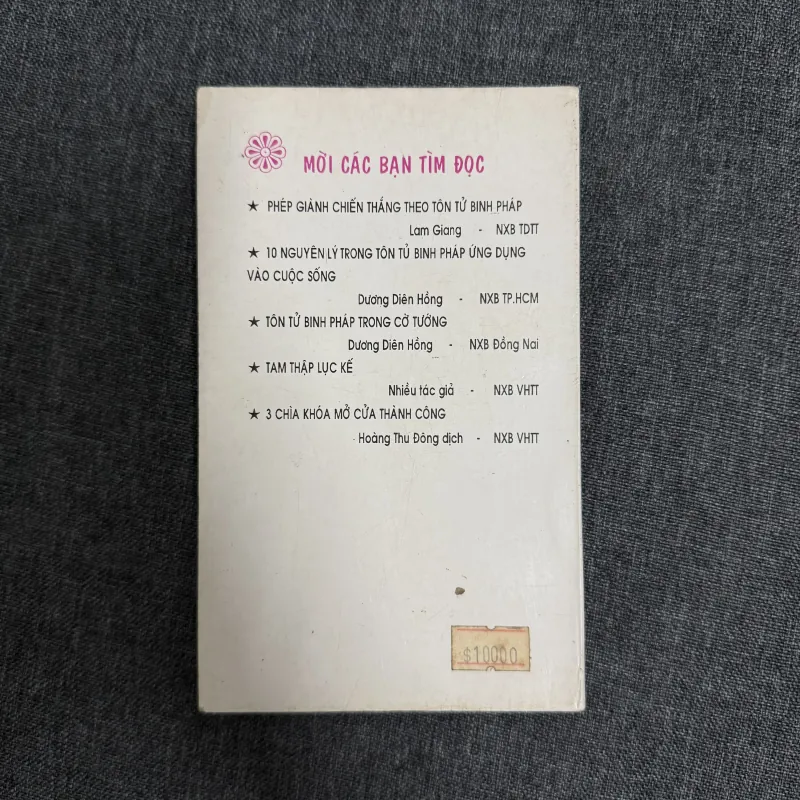 MỜI CÁC BẠN TÌM ĐỌC
★ PHÉP GIÀNH CHIẾN THẮNG THEO TÔN TỬ BINH PHÁP
Lam Giang - NXB TDTT
★ 10 NGUYÊN LÝ TRONG TÔN TỬ BINH PHÁP ỨNG DỤNG
VÀO CUỘC SỐNG
Dương Diên Hồng - NXB TP.HCM
★ TÔN TỬ BINH PHÁP TRONG CỜ TƯỚNG
Dương Diên Hồng - NXB Đồng Nai
★ TAM THẬP LỤC KẾ
Nhiều tác giả - NXB VHTT
★ 3 CHÌA KHÓA MỞ CỬA THÀNH CÔNG
Hoàng Thu Đông dịch - NXB VHTT
$10000